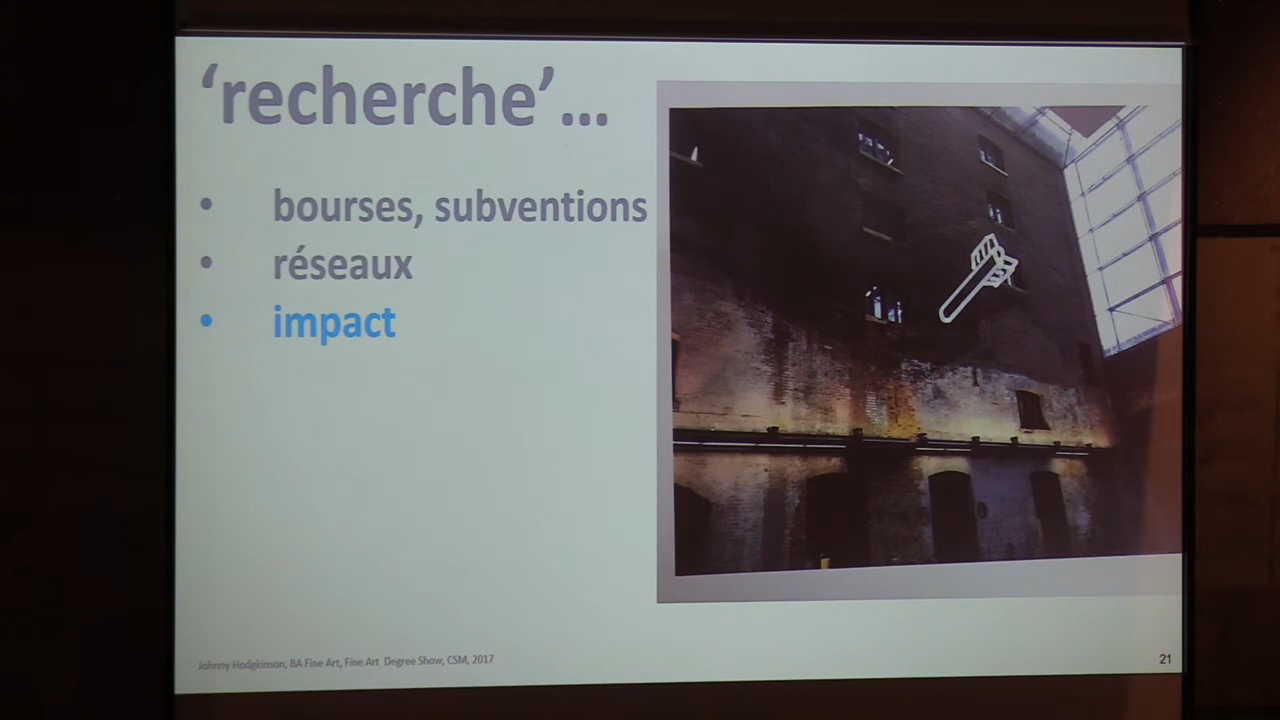 ‘recherche’...
• bourses, subventions
• réseaux
• impact
Johnny Hodgkinson, BA Fine Art, Fine Art Degree Show, CSM, 2017
21